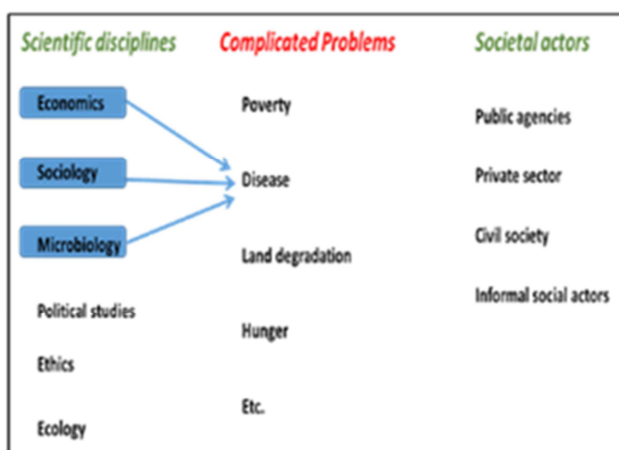 Scientific disciplines
Complicated Problems
Societal actors
Economics
Sociology
Microbiology
Political studies
Ethics
Ecology
Poverty
Disease
Land degradation
Hunger
Etc.
Public agencies
Private sector
Civil society
Informal social actors